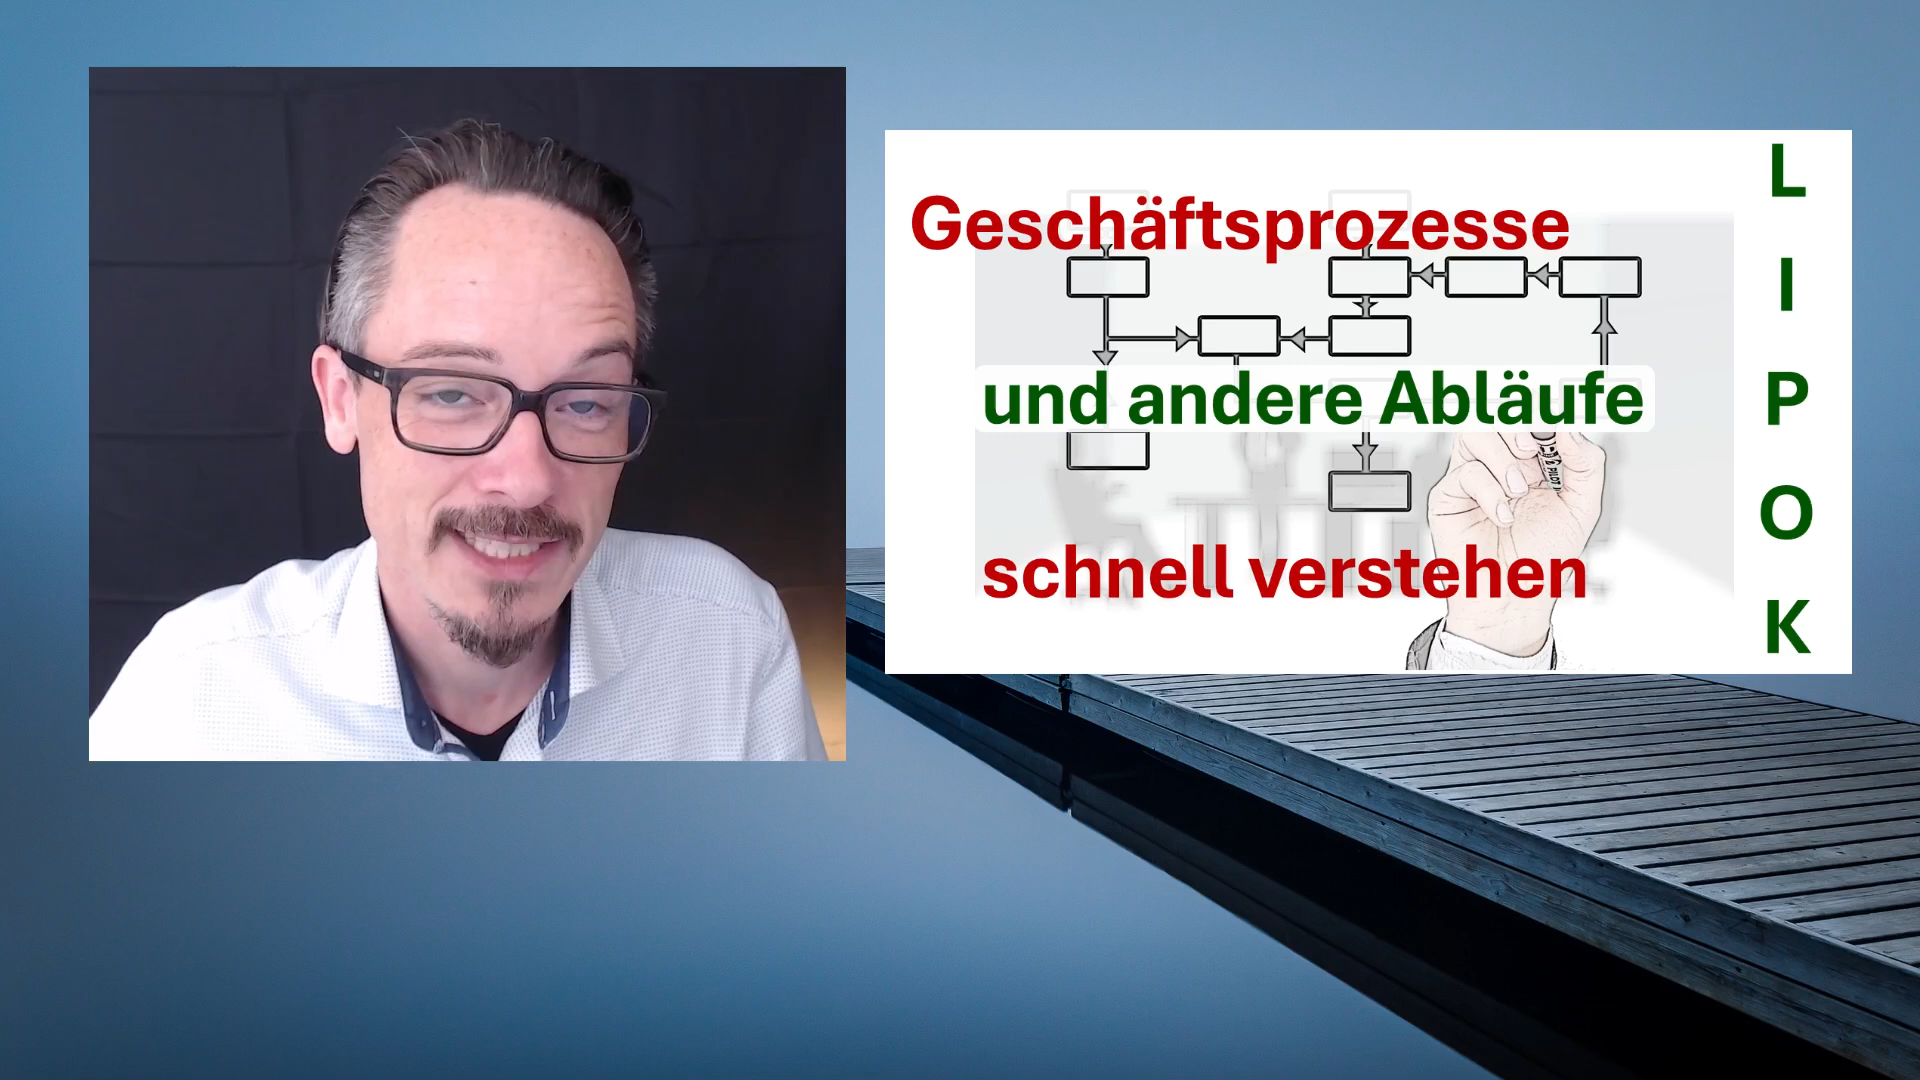 Geschäftsprozesse
und andere Abläufe
schnell verstehen
L
I
P
O
K